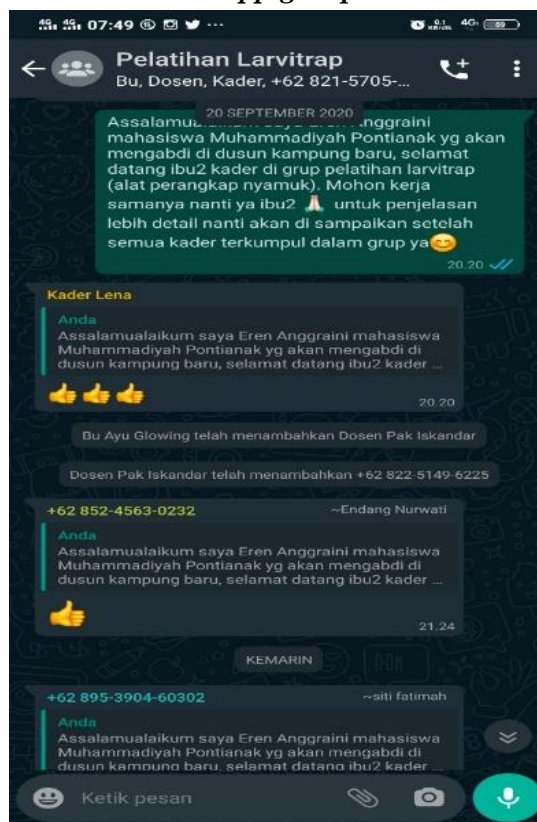 07:49
4G+ 59
Pelatihan Larvitrap
Bu, Dosen, Kader, +62 821-5705-...
20 SEPTEMBER 2020
nggraini
mahasiswa Muhammadiyah Pontianak yg akan
mengabdi di dusun kampung baru, selamat
datang ibu2 kader di grup pelatihan larvitrap
(alat perangkap nyamuk). Mohon kerja
samanya nanti ya ibu2 🙏🏻 untuk penjelasan
lebih detail nanti akan di sampaikan setelah
semua kader terkumpul dalam grup ya😊
20.20
Kader Lena
Anda
Assalamualaikum saya Eren Anggraini mahasiswa
Muhammadiyah Pontianak yg akan mengabdi di
dusun kampung baru, selamat datang ibu2 kader ...
👍👍👍
20.20
Bu Ayu Glowing telah menambahkan Dosen Pak Iskandar
Dosen Pak Iskandar telah menambahkan +62 822-5149-6225
+62 852-4563-0232 ~Endang Nurwati
Anda
Assalamualaikum saya Eren Anggraini mahasiswa
Muhammadiyah Pontianak yg akan mengabdi di
dusun kampung baru, selamat datang ibu2 kader ...
👍
21.24
KEMARIN
+62 895-3904-60302 ~siti fatimah
Anda
Assalamualaikum saya Eren Anggraini mahasiswa
Muhammadiyah Pontianak yg akan mengabdi di
dusun kampung baru, selamat datang ibu2 kader ...
Ketik pesan